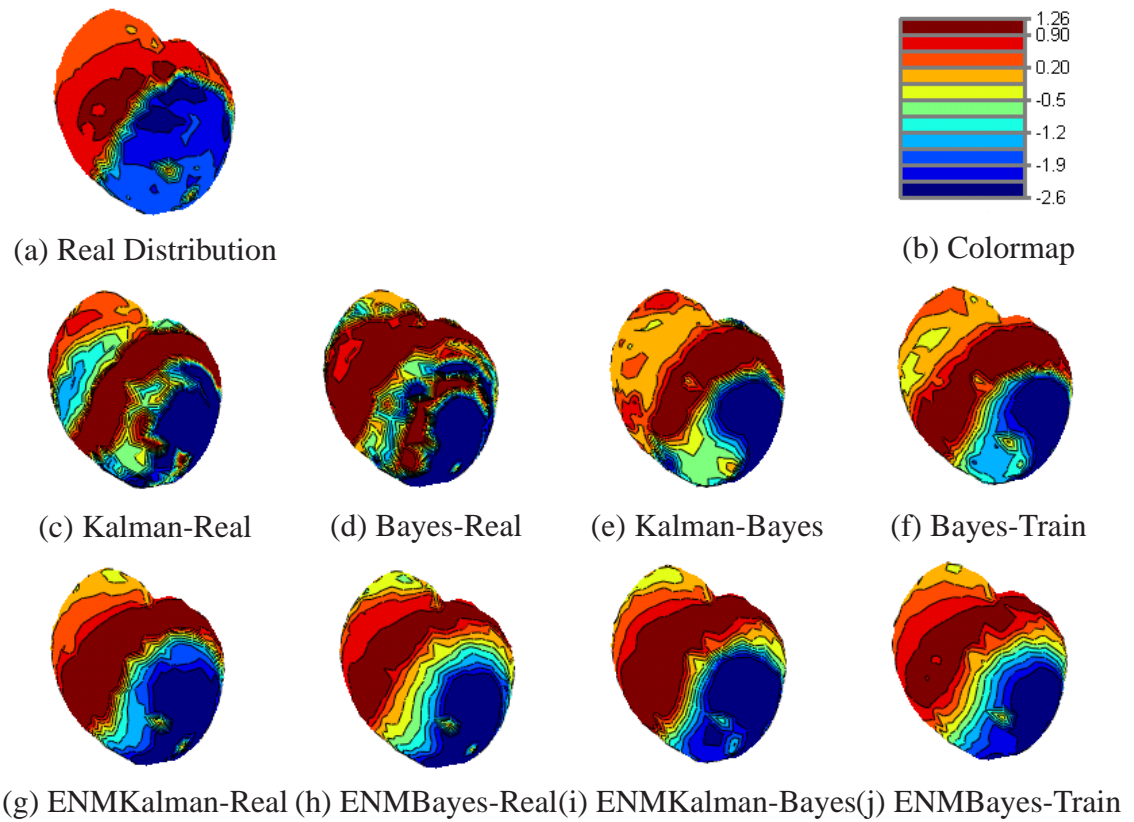 1.26
0.90
0.20
-0.5
-1.2
-1.9
-2.6
(a) Real Distribution
(b) Colormap
(c) Kalman-Real
(d) Bayes-Real
(e) Kalman-Bayes
(f) Bayes-Train
(g) ENMKalman-Real
(h) ENMBayes-Real
(i) ENMKalman-Bayes
(j) ENMBayes-Train